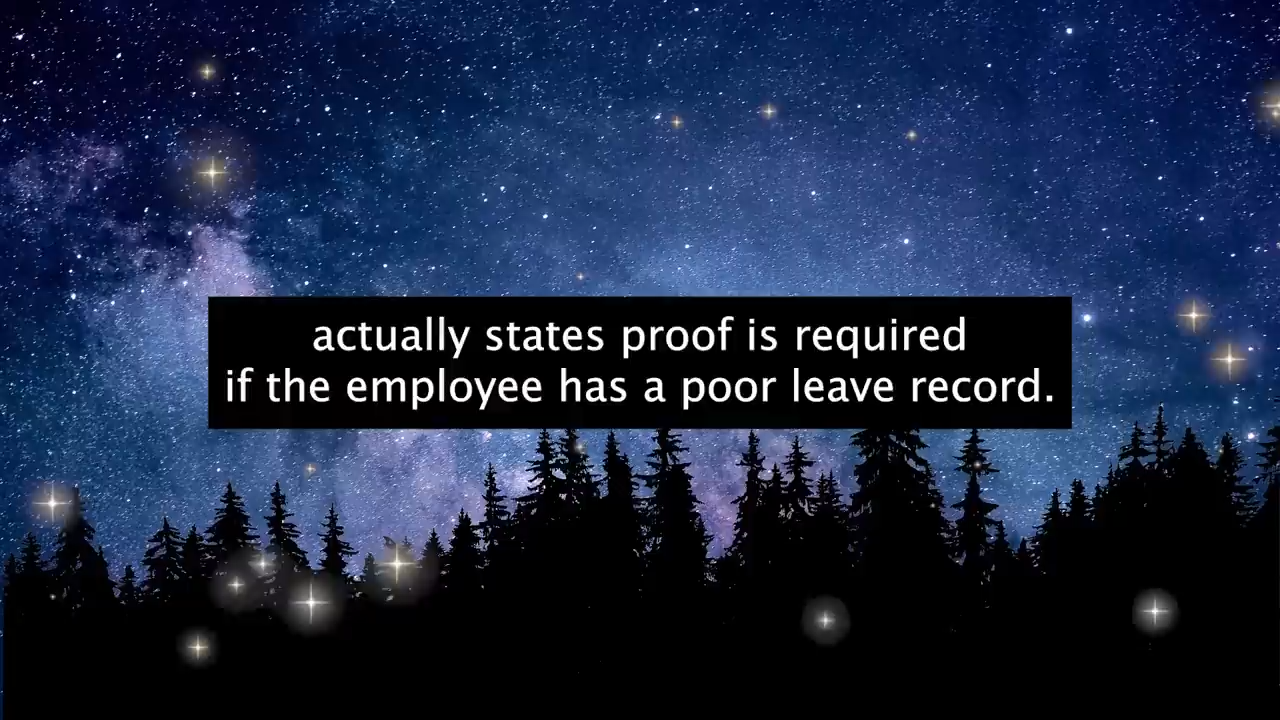 actually states proof is required
if the employee has a poor leave record.